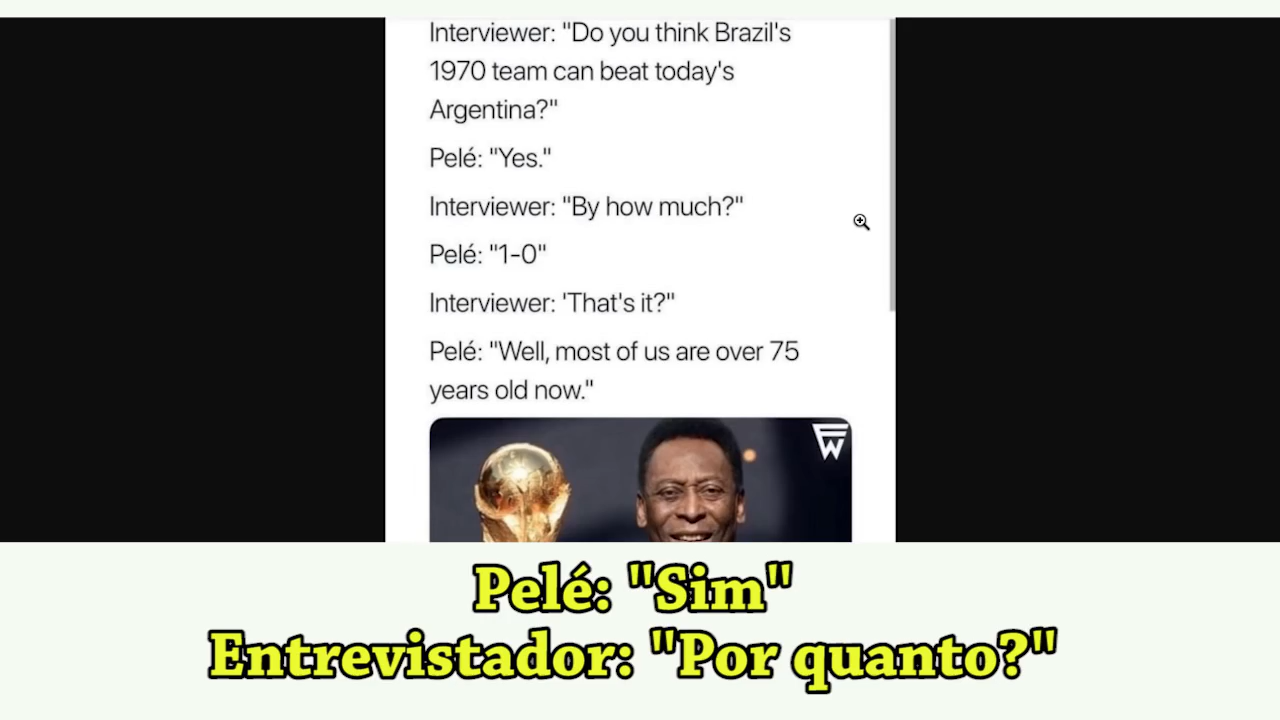 Interviewer: "Do you think Brazil's
1970 team can beat today's
Argentina?"
Pelé: "Yes."
Interviewer: "By how much?"
Pelé: "1-0"
Interviewer: 'That's it?"
Pelé: "Well, most of us are over 75
years old now."
FW
Pelé: "Sim"
Entrevistador: "Por quanto?"